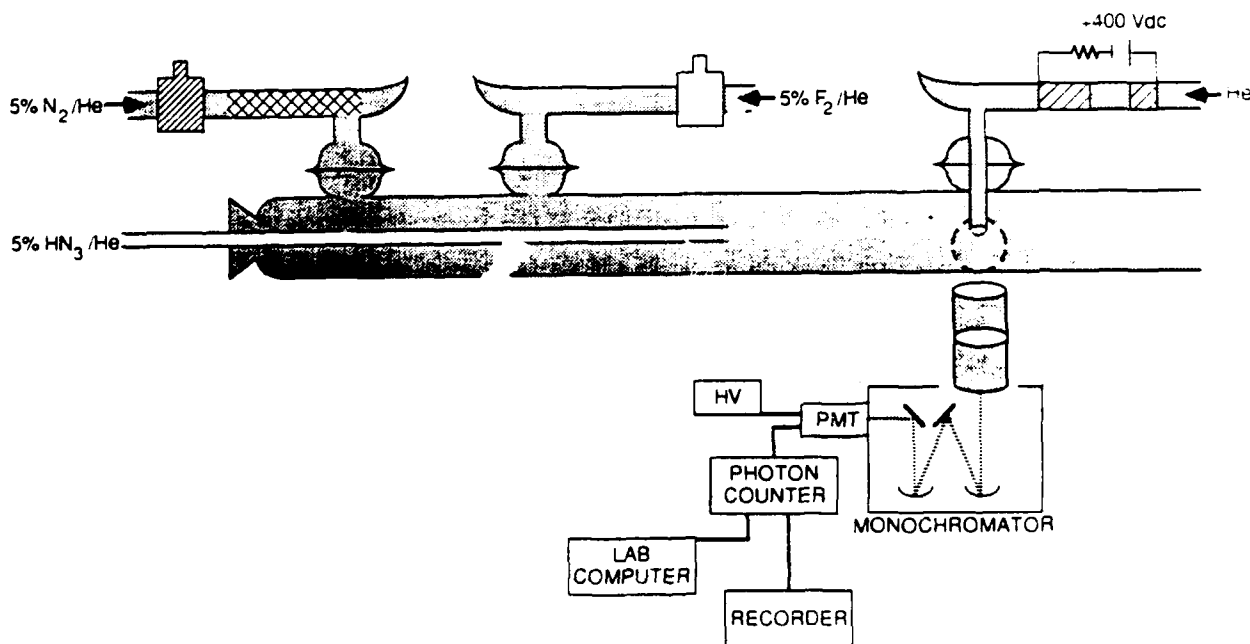 +400 Vdc
5% N₂/He
5% F₂/He
He
5% HN₃/He
HV
PMT
PHOTON
COUNTER
MONOCHROMATOR
LAB
COMPUTER
RECORDER